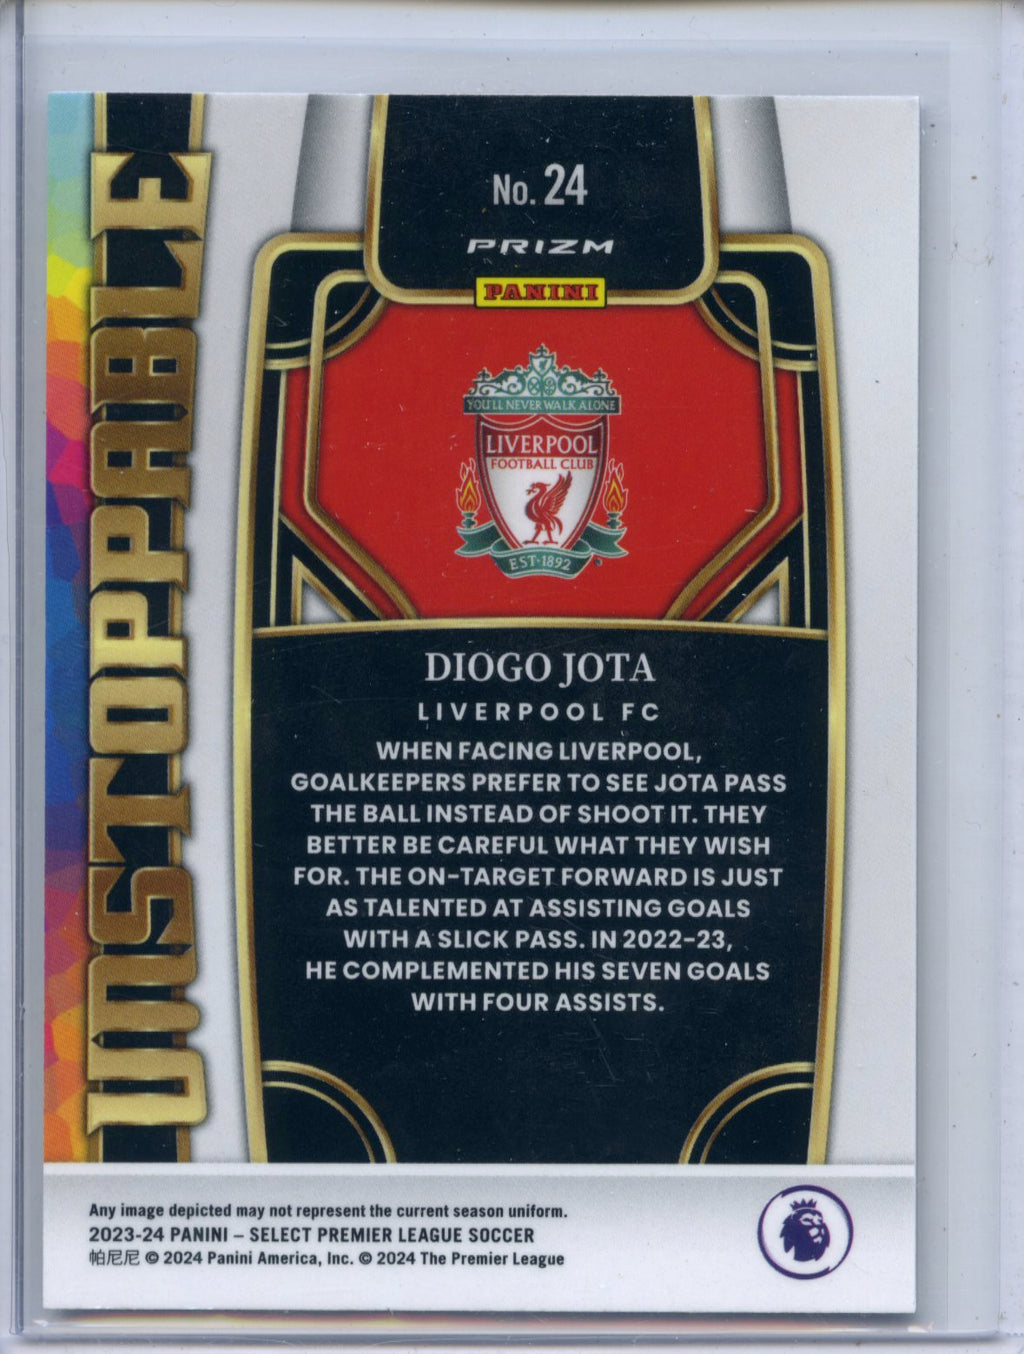 No. 24
PRIZM
PANINI
YOU'LL NEVER WALK ALONE
LIVERPOOL
FOOTBALL CLUB
EST·1892
UNSTOPPABLE
DIOGO JOTA
LIVERPOOL FC
WHEN FACING LIVERPOOL,
GOALKEEPERS PREFER TO SEE JOTA PASS
THE BALL INSTEAD OF SHOOT IT. THEY
BETTER BE CAREFUL WHAT THEY WISH
FOR. THE ON-TARGET FORWARD IS JUST
AS TALENTED AT ASSISTING GOALS
WITH A SLICK PASS. IN 2022-23,
HE COMPLEMENTED HIS SEVEN GOALS
WITH FOUR ASSISTS.
Any image depicted may not represent the current season uniform.
2023-24 PANINI – SELECT PREMIER LEAGUE SOCCER
帕尼尼 © 2024 Panini America, Inc. © 2024 The Premier League